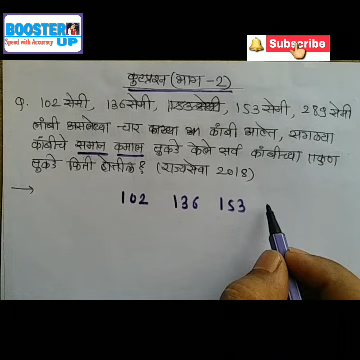 BOOSTER
UP
Speed with Accuracy
Subscribe
कुटप्रश्न (भाग -2)
Q. 102 सेमी, 136 सेमी, 153 सेमी, 289 सेमी
लांबी असलेल्या चार काठ्या आहेत, सगळ्या
काठीचे समान कमाल तुकडे केले सर्व काठीच्या एकुण
तुकडे किती होतील? (राज्यसेवा 2018)
102 136 153